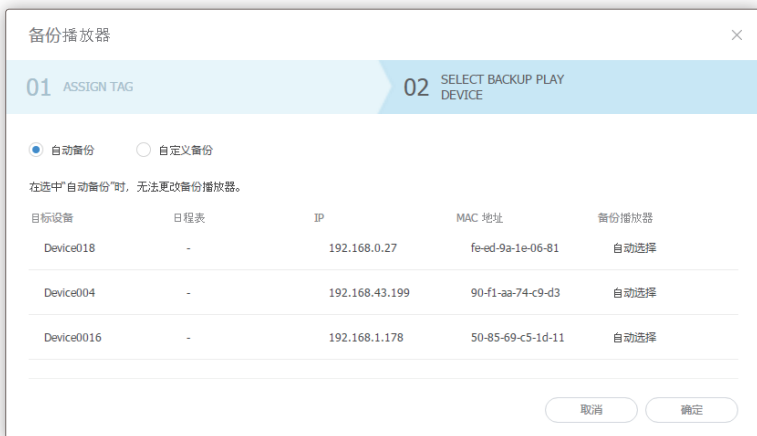 备份播放器
01 ASSIGN TAG
02 SELECT BACKUP PLAY
DEVICE
自动备份 自定义备份
在选中"自动备份"时，无法更改备份播放器。
目标设备 日程表 IP MAC 地址 备份播放器
Device018 - 192.168.0.27 fe-ed-9a-1e-06-81 自动选择
Device004 - 192.168.43.199 90-f1-aa-74-c9-d3 自动选择
Device0016 - 192.168.1.178 50-85-69-c5-1d-11 自动选择
取消 确定